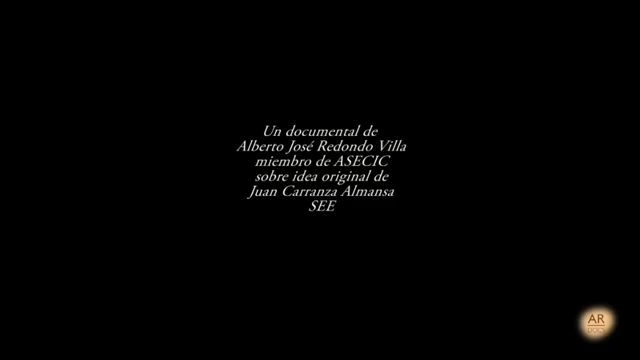 Un documental de
Alberto José Redondo Villa
miembro de ASECIC
sobre idea original de
Juan Carranza Almansa
SEE
AR